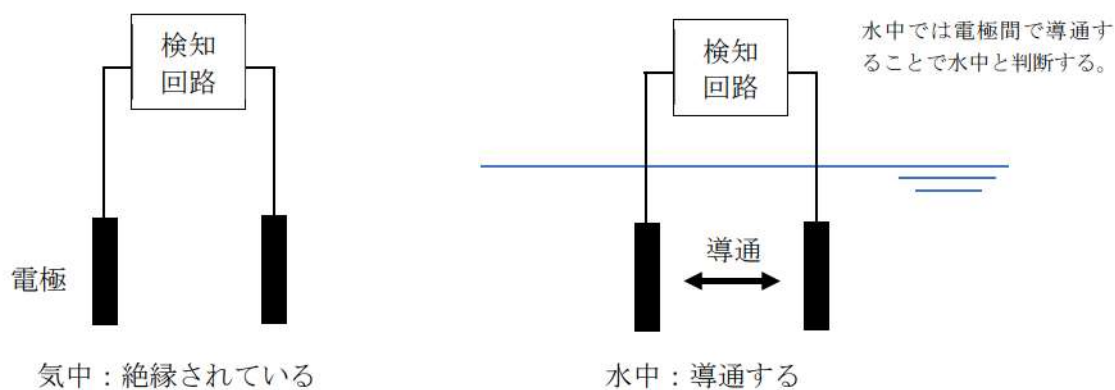 検知
回路
電極
気中：絶縁されている
検知
回路
水中では電極間で導通す
ることで水中と判断する。
導通
水中：導通する